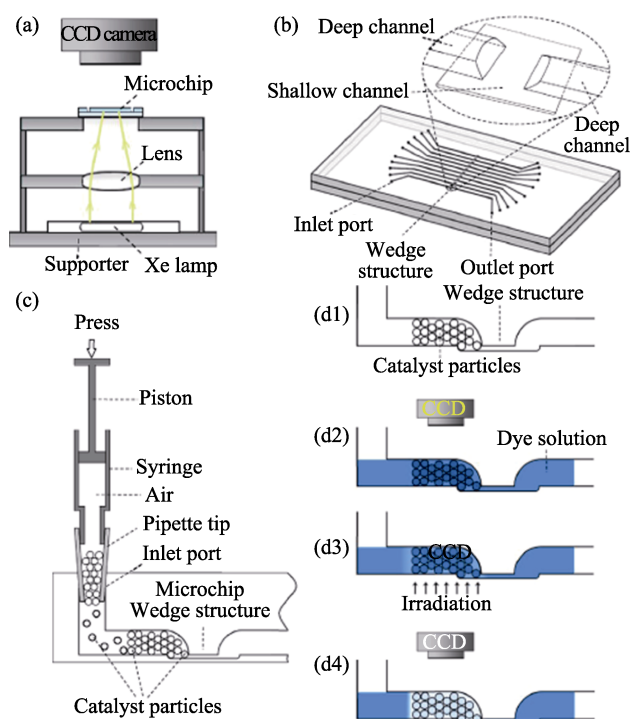 (a)
CCD camera
Microchip
Lens
Supporter
Xe lamp
(b)
Deep channel
Shallow channel
Deep
channel
Inlet port
Wedge
structure
Outlet port
(c)
Press
Piston
Syringe
Air
Pipette tip
Inlet port
Microchip
Wedge structure
Catalyst particles
(d1)
Wedge structure
Catalyst particles
(d2)
CCD
Dye solution
(d3)
CCD
Irradiation
(d4)
CCD